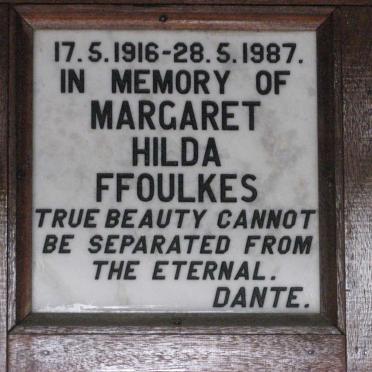 17.5.1916-28.5.1987.
IN MEMORY OF
MARGARET
HILDA
FFOULKES
TRUE BEAUTY CANNOT
BE SEPARATED FROM
THE ETERNAL.
DANTE.